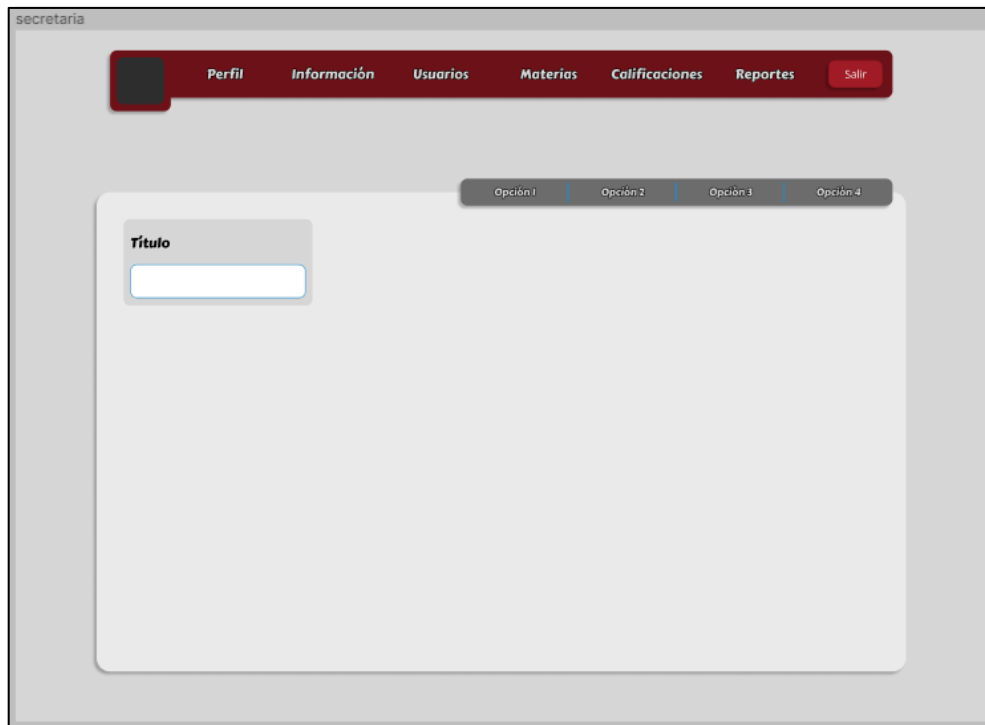 secretaria
Perfil Información Usuarios Materias Calificaciones Reportes Salir
Opción 1 Opción 2 Opción 3 Opción 4
Título